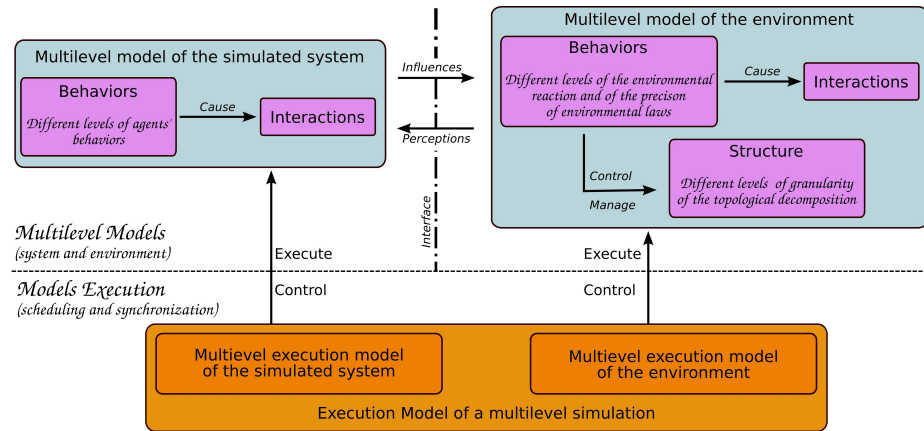 Multilevel model of the simulated system
Behaviors
Different levels of agents'
behaviors
Cause
Interactions
Influences
Perceptions
Interface
Multilevel model of the environment
Behaviors
Different levels of the environmental
reaction and of the precison
of environmental laws
Cause
Interactions
Control
Manage
Structure
Different levels of granularity
of the topological decomposition
Multilevel Models
(system and environment)
Execute
Execute
Models Execution
(scheduling and synchronization)
Control
Control
Multievel execution model
of the simulated system
Multievel execution model
of the environment
Execution Model of a multilevel simulation